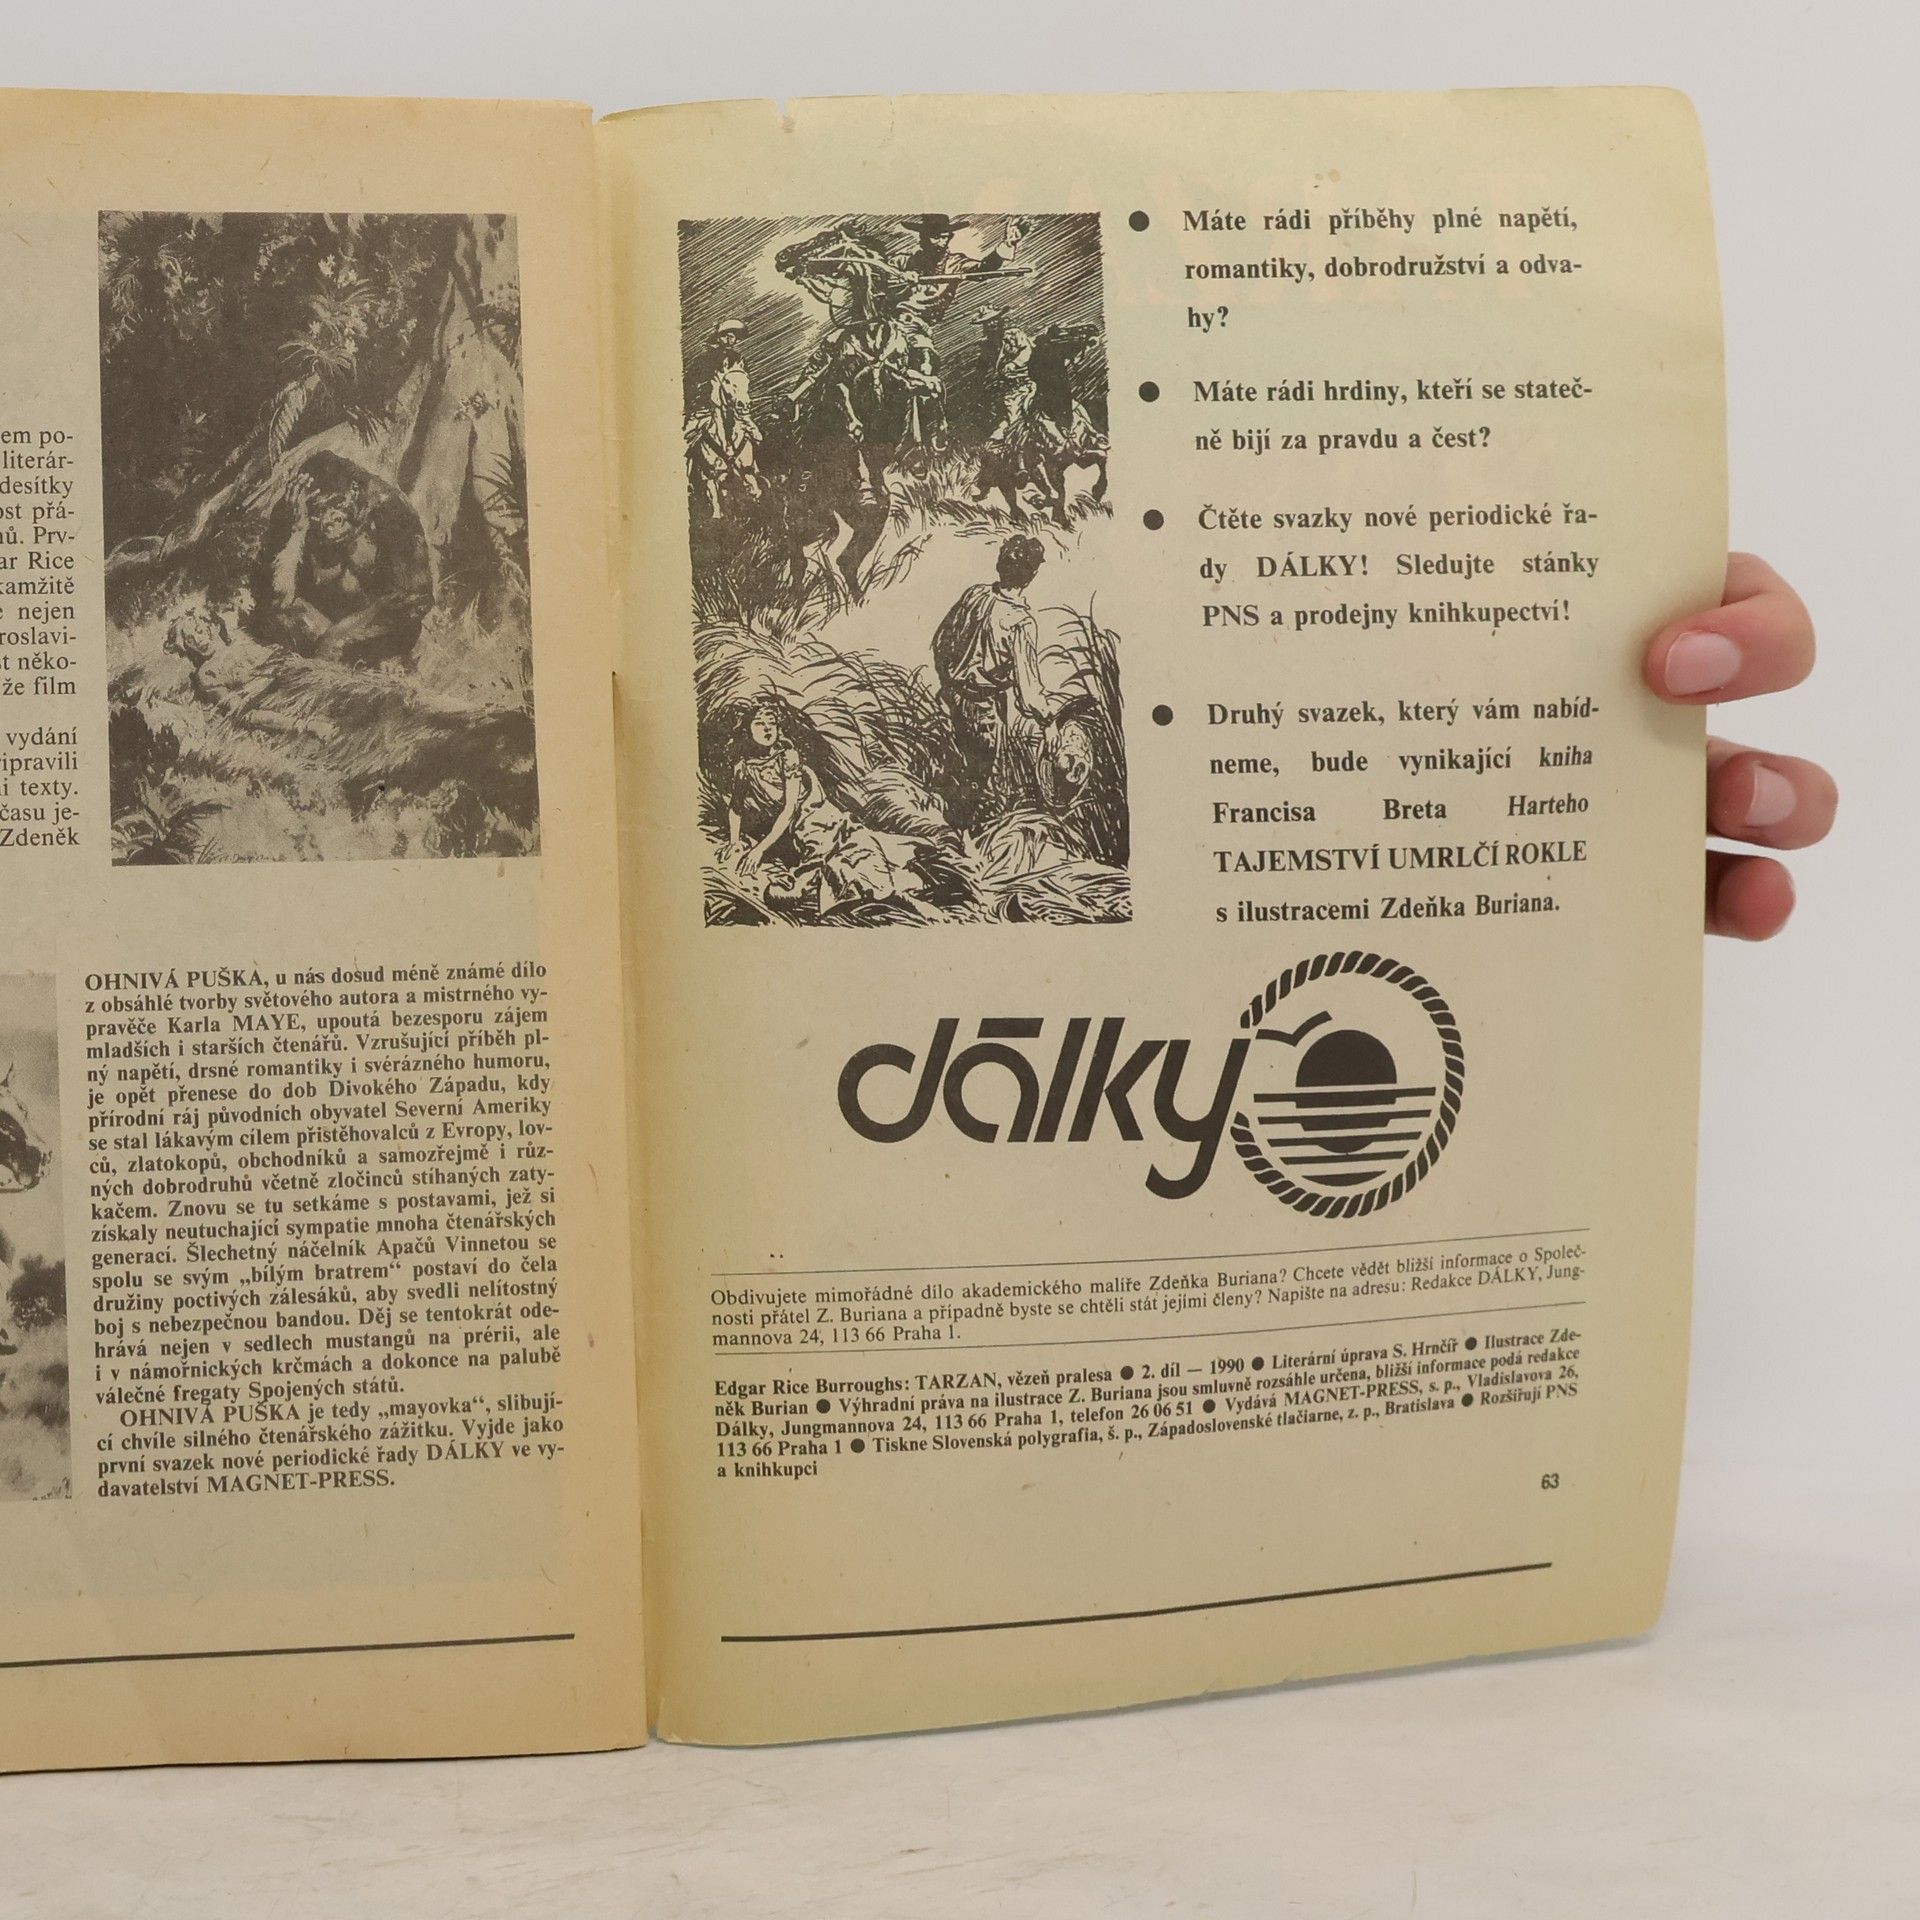 em po-
literár-
desítky
ost přá-
nů. Prv-
ar Rice
kamžitě
e nejen
roslavi-
st něko-
že film
vydání
řipravili
i texty.
času je-
Zdeněk
OHNIVÁ PUŠKA, u nás dosud méně známé dílo
z obsáhlé tvorby světového autora a mistrného vy-
pravěče Karla MAYE, upoutá bezesporu zájem
mladších i starších čtenářů. Vzrušující příběh pl-
ný napětí, drsné romantiky i svérázného humoru,
je opět přenese do dob Divokého Západu, kdy
přírodní ráj původních obyvatel Severní Ameriky
se stal lákavým cílem přistěhovalců z Evropy, lov-
ců, zlatokopů, obchodníků a samozřejmě i růz-
ných dobrodruhů včetně zločinců stíhaných zaty-
kačem. Znovu se tu setkáme s postavami, jež si
získaly neutuchající sympatie mnoha čtenářských
generací. Šlechetný náčelník Apačů Vinnetou se
spolu se svým „bílým bratrem“ postaví do čela
družiny poctivých zálesáků, aby svedli nelítostný
boj s nebezpečnou bandou. Děj se tentokrát ode-
hrává nejen v sedlech mustangů na prérii, ale
i v námořnických krčmách a dokonce na palubě
válečné fregaty Spojených států.
OHNIVÁ PUŠKA je tedy „mayovka“, slibují-
cí chvíle silného čtenářského zážitku. Vyjde jako
první svazek nové periodické řady DÁLKY ve vy-
davatelství MAGNET-PRESS.
● Máte rádi příběhy plné napětí,
romantiky, dobrodružství a odva-
hy?
● Máte rádi hrdiny, kteří se stateč-
ně bijí za pravdu a čest?
● Čtěte svazky nové periodické řa-
dy DÁLKY! Sledujte stánky
PNS a prodejny knihkupectví!
● Druhý svazek, který vám nabíd-
neme, bude vynikající kniha
Francisa Breta Harteho
TAJEMSTVÍ UMRLČÍ ROKLE
s ilustracemi Zdeňka Buriana.
dálky
Obdivujete mimořádné dílo akademického malíře Zdeňka Buriana? Chcete vědět bližší informace o Společ-
nosti přátel Z. Buriana a případně byste se chtěli stát jejími členy? Napište na adresu: Redakce DÁLKY, Jung-
mannova 24, 113 66 Praha 1.
Edgar Rice Burroughs: TARZAN, vězeň pralesa ● 2. díl — 1990 ● Literární úprava S. Hrnčíř ● Ilustrace Zde-
něk Burian ● Výhradní práva na ilustrace Z. Buriana jsou smluvně rozsáhle určena, bližší informace podá redakce
Dálky, Jungmannova 24, 113 66 Praha 1, telefon 26 06 51 ● Vydává MAGNET-PRESS, s. p., Vladislavova 26,
113 66 Praha 1 ● Tiskne Slovenská polygrafia, š. p., Západoslovenské tlačiarne, z. p., Bratislava ● Rozšiřují PNS
a knihkupci
63